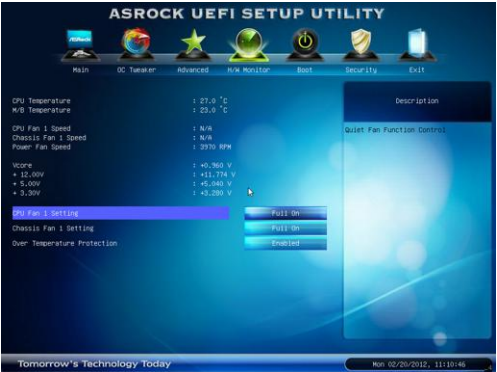 ASROCK UEFI SETUP UTILITY
ASRock
Main OC Tweaker Advanced H/W Monitor Boot Security Exit
CPU Temperature : 27.0 °C
M/B Temperature : 23.0 °C
CPU Fan 1 Speed : N/A
Chassis Fan 1 Speed : N/A
Power Fan Speed : 3970 RPM
Vcore : +0.960 V
+ 12.00V : +11.774 V
+ 5.00V : +5.040 V
+ 3.30V : +3.280 V
CPU Fan 1 Setting Full On
Chassis Fan 1 Setting Full On
Over Temperature Protection Enabled
Description
Quiet Fan Function Control
Tomorrow's Technology Today
Mon 02/20/2012, 11:10:46